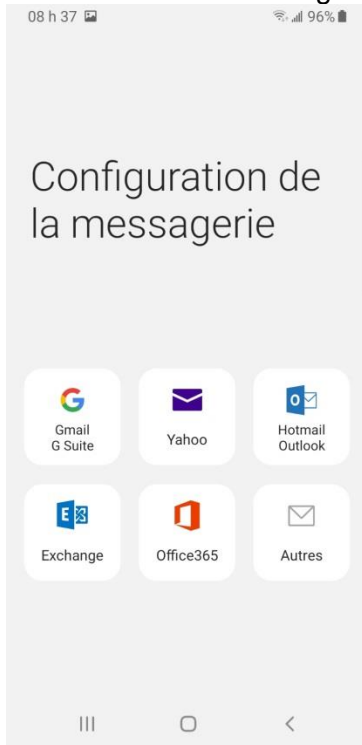 08 h 37 96%
Configuration de
la messagerie
Gmail
G Suite
Yahoo
Hotmail
Outlook
Exchange
Office365
Autres